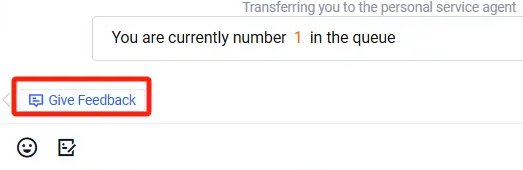 Transferring you to the personal service agent
You are currently number 1 in the queue
Give Feedback